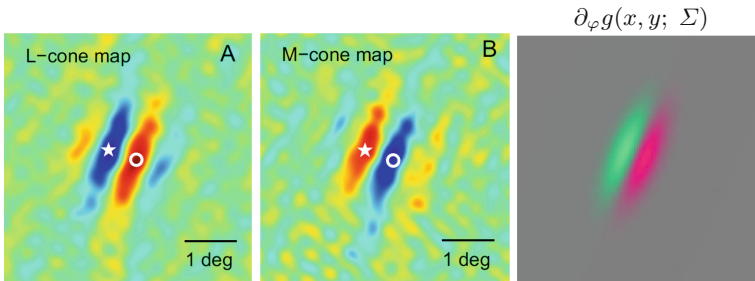 L−cone map
A
1 deg
M−cone map
B
1 deg
∂φg(x, y; Σ)